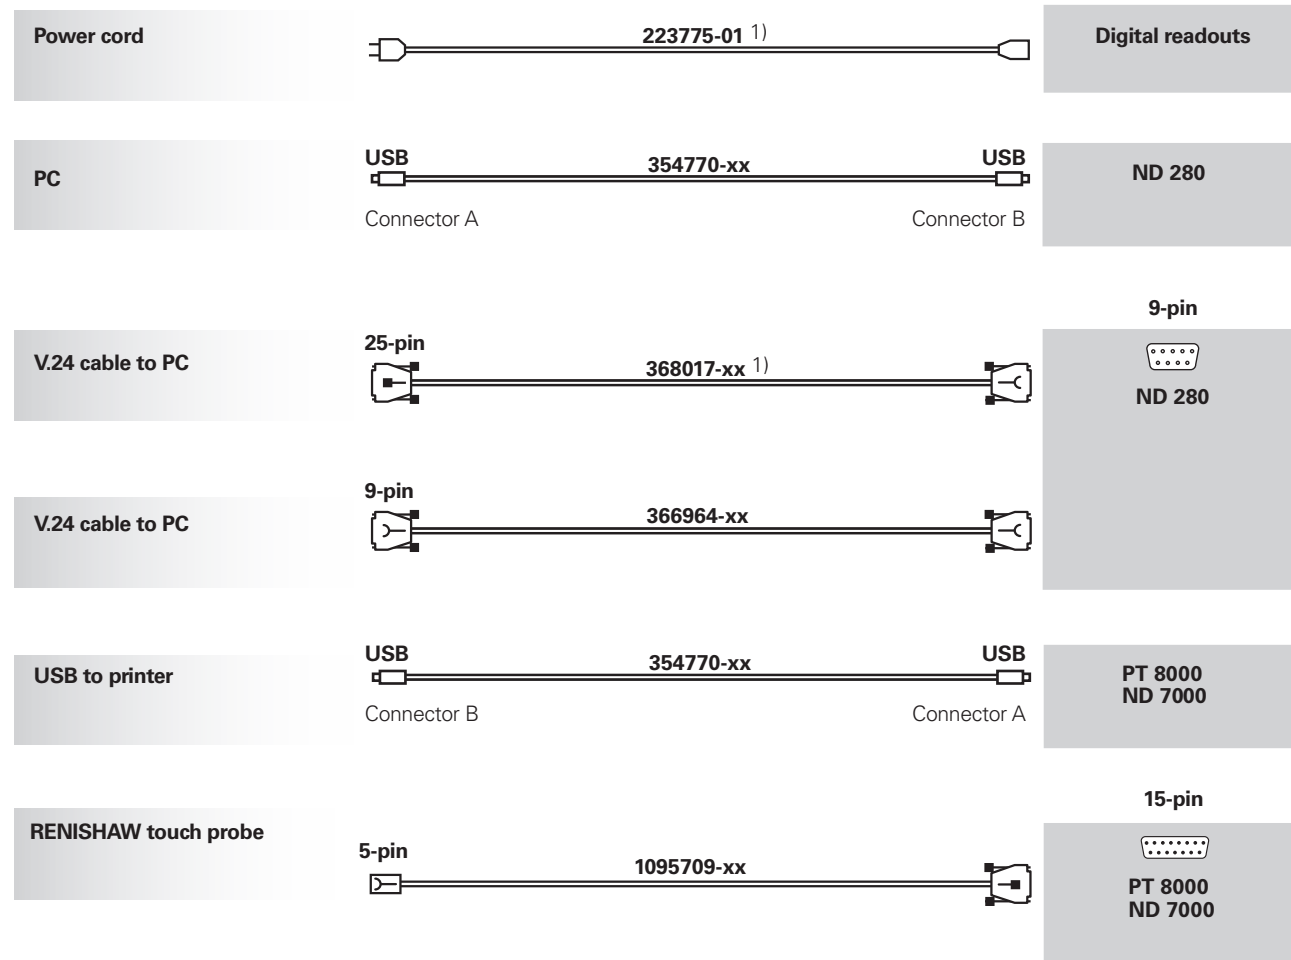 Power cord
223775-01 1)
Digital readouts
PC
USB
354770-xx
USB
Connector A
Connector B
ND 280
9-pin
V.24 cable to PC
25-pin
368017-xx 1)
ND 280
V.24 cable to PC
9-pin
366964-xx
USB to printer
USB
354770-xx
USB
Connector B
Connector A
PT 8000
ND 7000
15-pin
RENISHAW touch probe
5-pin
1095709-xx
PT 8000
ND 7000